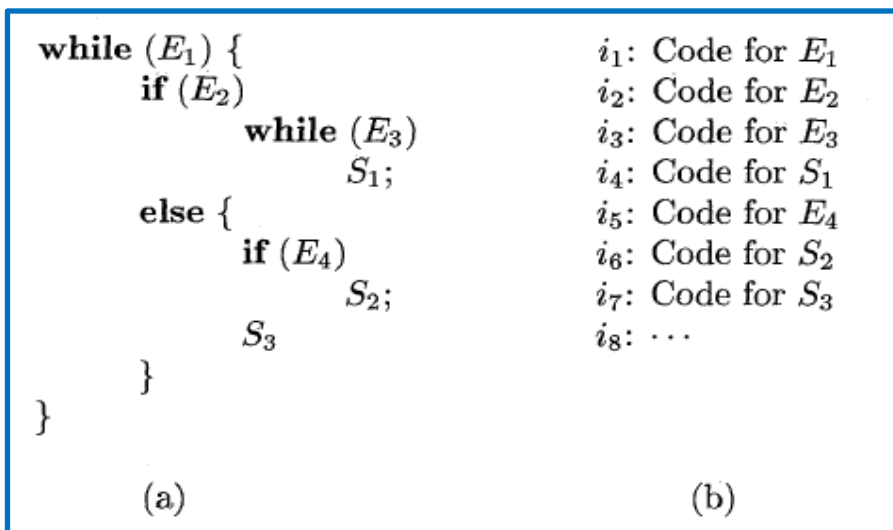 while (E₁) {
if (E₂)
while (E₃)
S₁;
else {
if (E₄)
S₂;
S₃
}
}
(a)
i₁: Code for E₁
i₂: Code for E₂
i₃: Code for E₃
i₄: Code for S₁
i₅: Code for E₄
i₆: Code for S₂
i₇: Code for S₃
i₈: ···
(b)